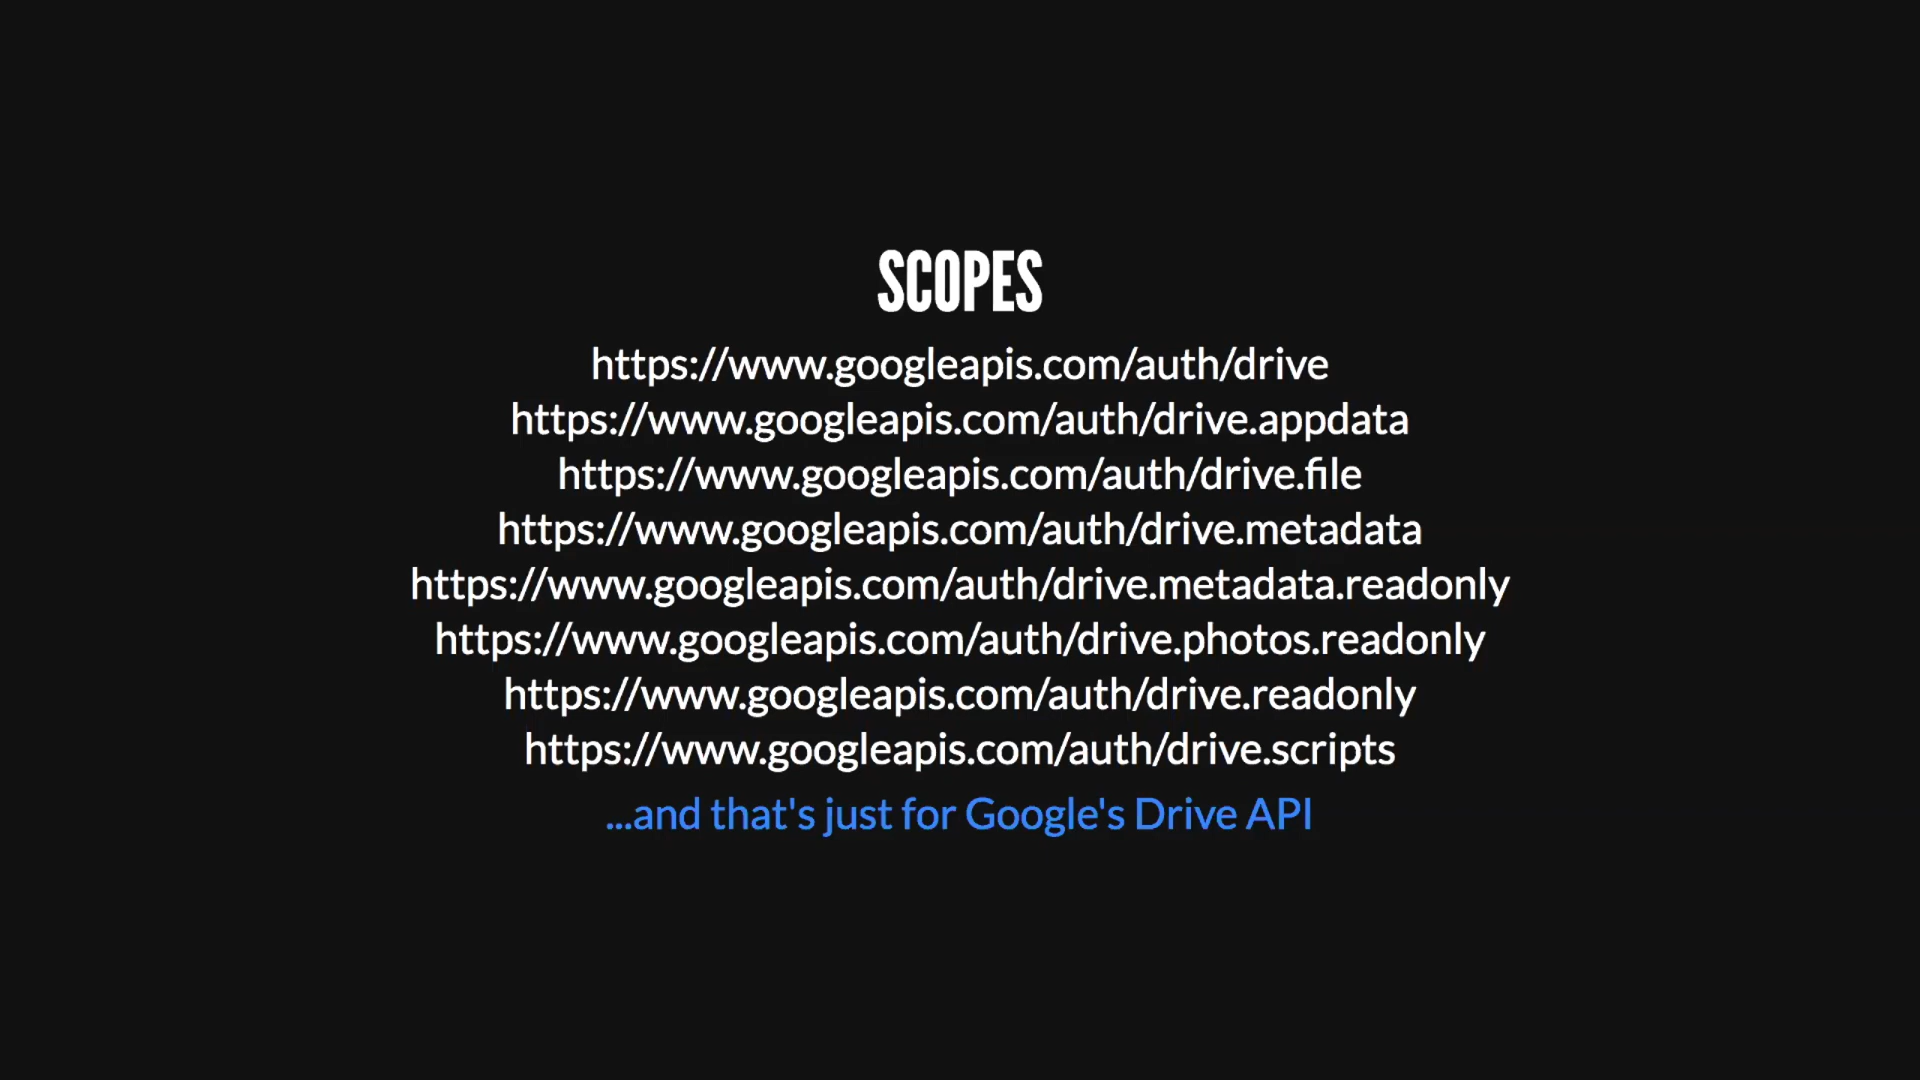 SCOPES
https://www.googleapis.com/auth/drive
https://www.googleapis.com/auth/drive.appdata
https://www.googleapis.com/auth/drive.file
https://www.googleapis.com/auth/drive.metadata
https://www.googleapis.com/auth/drive.metadata.readonly
https://www.googleapis.com/auth/drive.photos.readonly
https://www.googleapis.com/auth/drive.readonly
https://www.googleapis.com/auth/drive.scripts
...and that's just for Google's Drive API